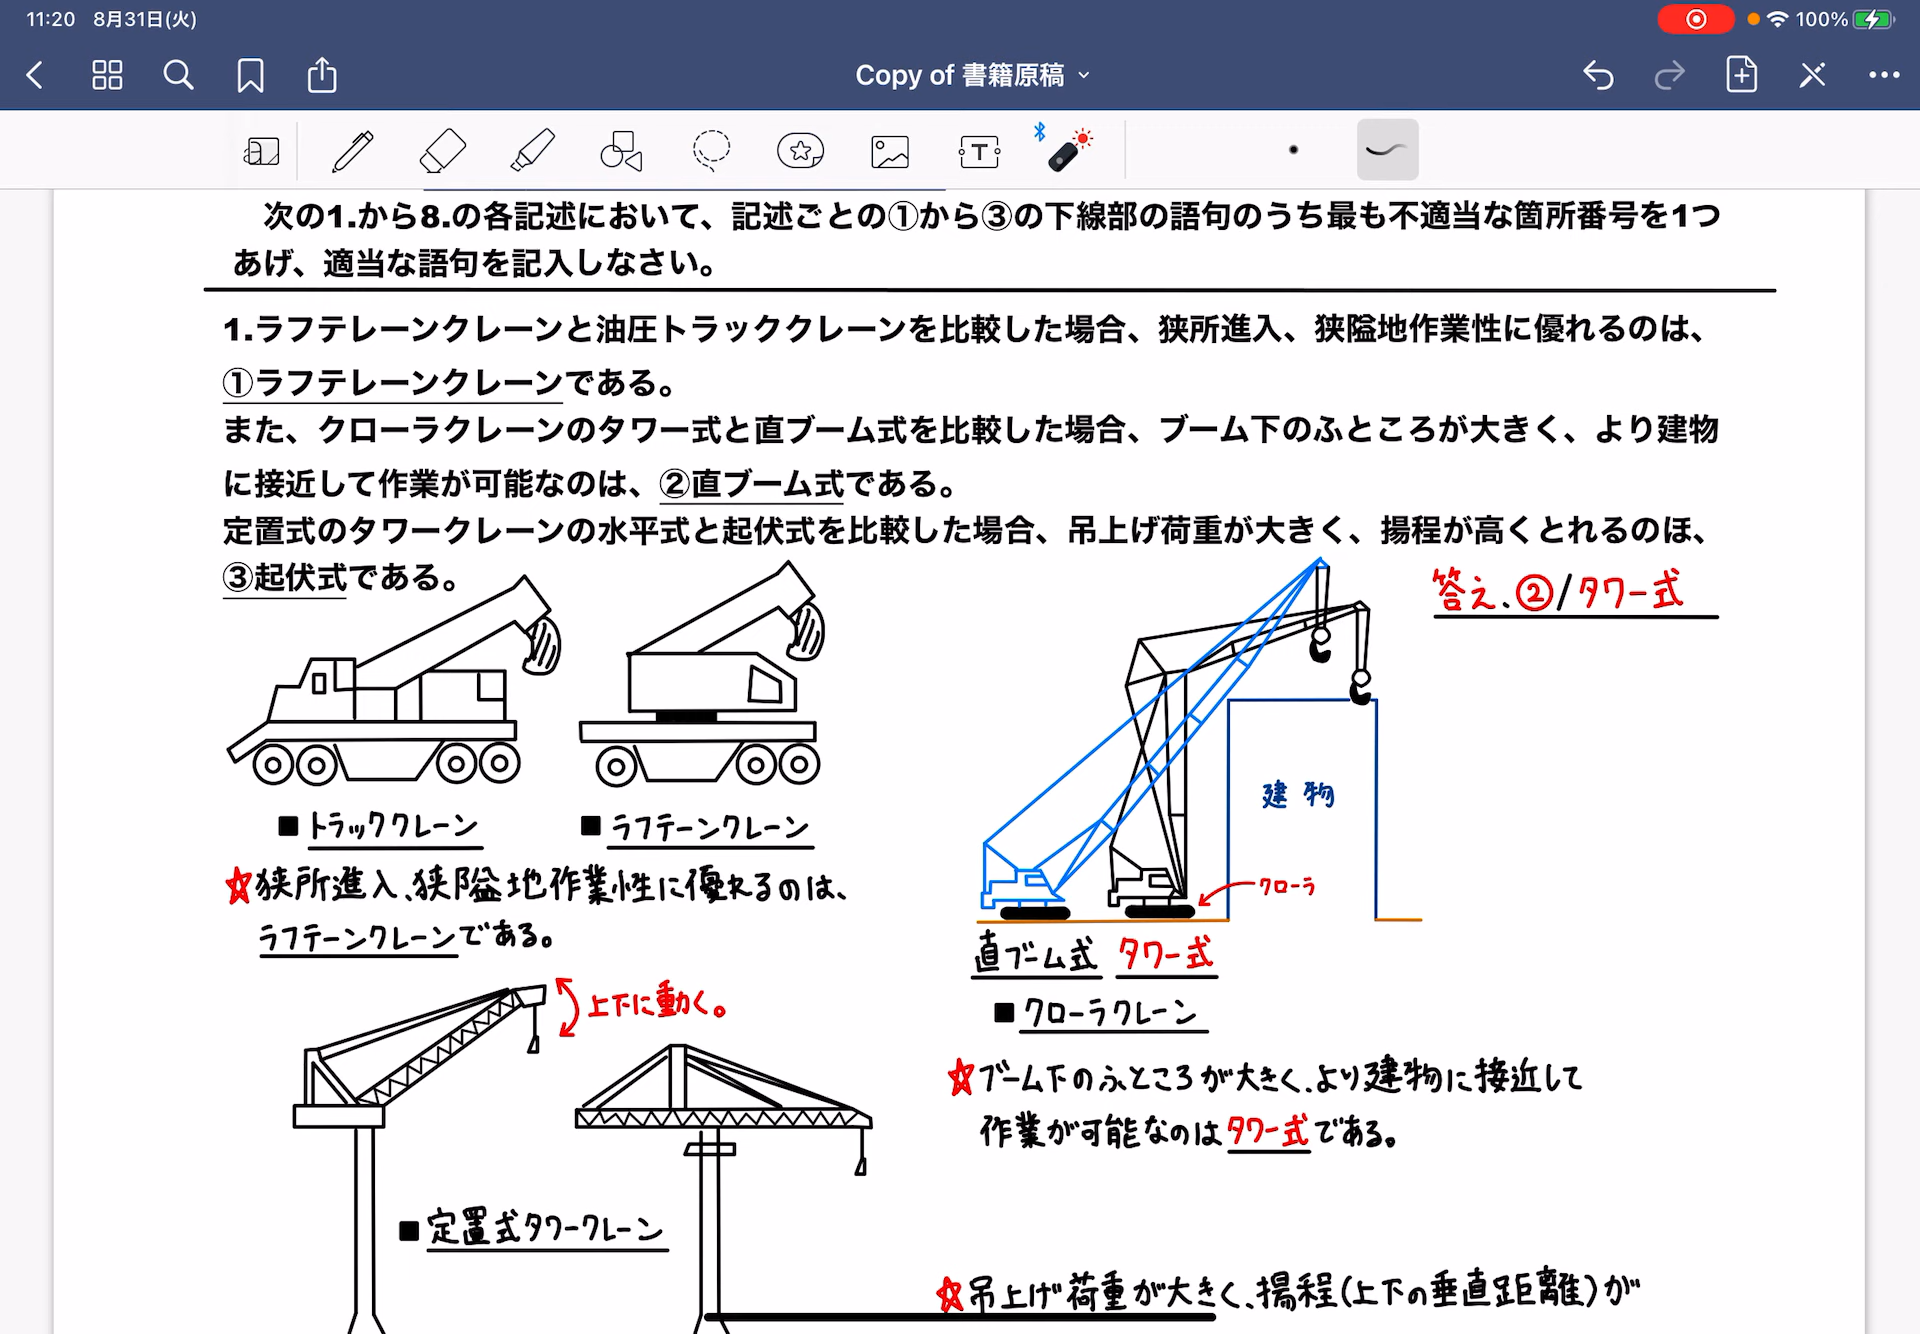 11:20 8月31日(火)
100%
Copy of 書籍原稿
次の1.から8.の各記述において、記述ごとの①から③の下線部の語句のうち最も不適当な箇所番号を1つ
あげ、適当な語句を記入しなさい。
1.ラフテレーンクレーンと油圧トラッククレーンを比較した場合、狭所進入、狭隘地作業性に優れるのは、
①ラフテレーンクレーンである。
また、クローラクレーンのタワー式と直ブーム式を比較した場合、ブーム下のふところが大きく、より建物
に接近して作業が可能なのは、②直ブーム式である。
定置式のタワークレーンの水平式と起伏式を比較した場合、吊上げ荷重が大きく、揚程が高くとれるのほ、
③起伏式である。
答え、②/タワー式
建物
■トラッククレーン
■ラフテーンクレーン
☆狭所進入、狭隘地作業性に優れるのは、
ラフテーンクレーンである。
クローラ
直ブーム式 タワー式
■クローラクレーン
上下に動く。
☆ブーム下のふところが大きく、より建物に接近して
作業が可能なのはタワー式である。
■定置式タワークレーン
☆吊上げ荷重が大きく、揚程(上下の垂直距離)が